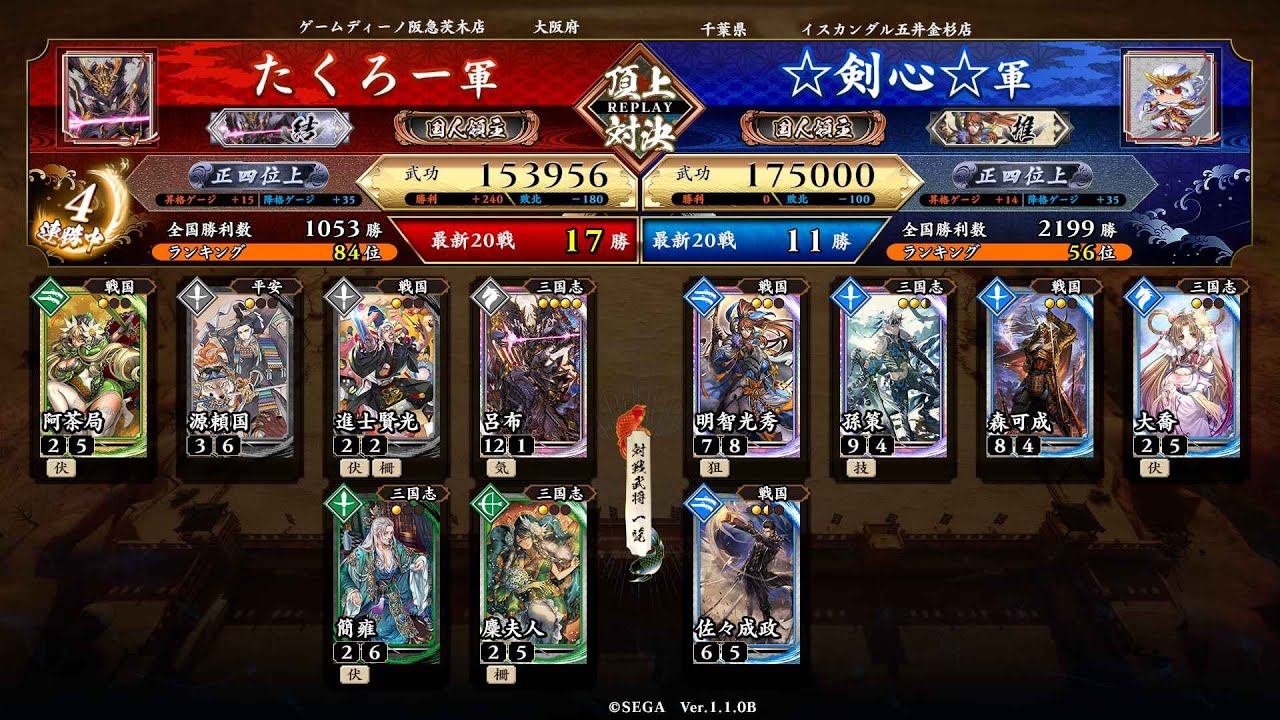 ゲームディーノ阪急茨木店　大阪府
千葉県　イスカンダル五井金杉店
たくろー軍
頂上
REPLAY
対決
☆剣心☆軍
結
国人領主
国人領主
推
正四位上
昇格ゲージ +15 降格ゲージ +35
武功 153956
勝利 +240 敗北 -180
武功 175000
勝利 0 敗北 -100
正四位上
昇格ゲージ +14 降格ゲージ +35
4
連勝中
全国勝利数 1053勝
ランキング 84位
最新20戦 17勝
最新20戦 11勝
全国勝利数 2199勝
ランキング 56位
戦国
阿茶局
2 5
伏
平安
源頼国
3 6
戦国
進士賢光
2 2
伏 柵
三国志
呂布
12 1
気
戦国
明智光秀
7 8
狙
三国志
孫策
9 4
技
戦国
森可成
8 4
三国志
大喬
2 5
伏
対戦武将一覧
三国志
簡雍
2 6
伏
三国志
麋夫人
2 5
柵
戦国
佐々成政
6 5
©SEGA Ver.1.1.0B